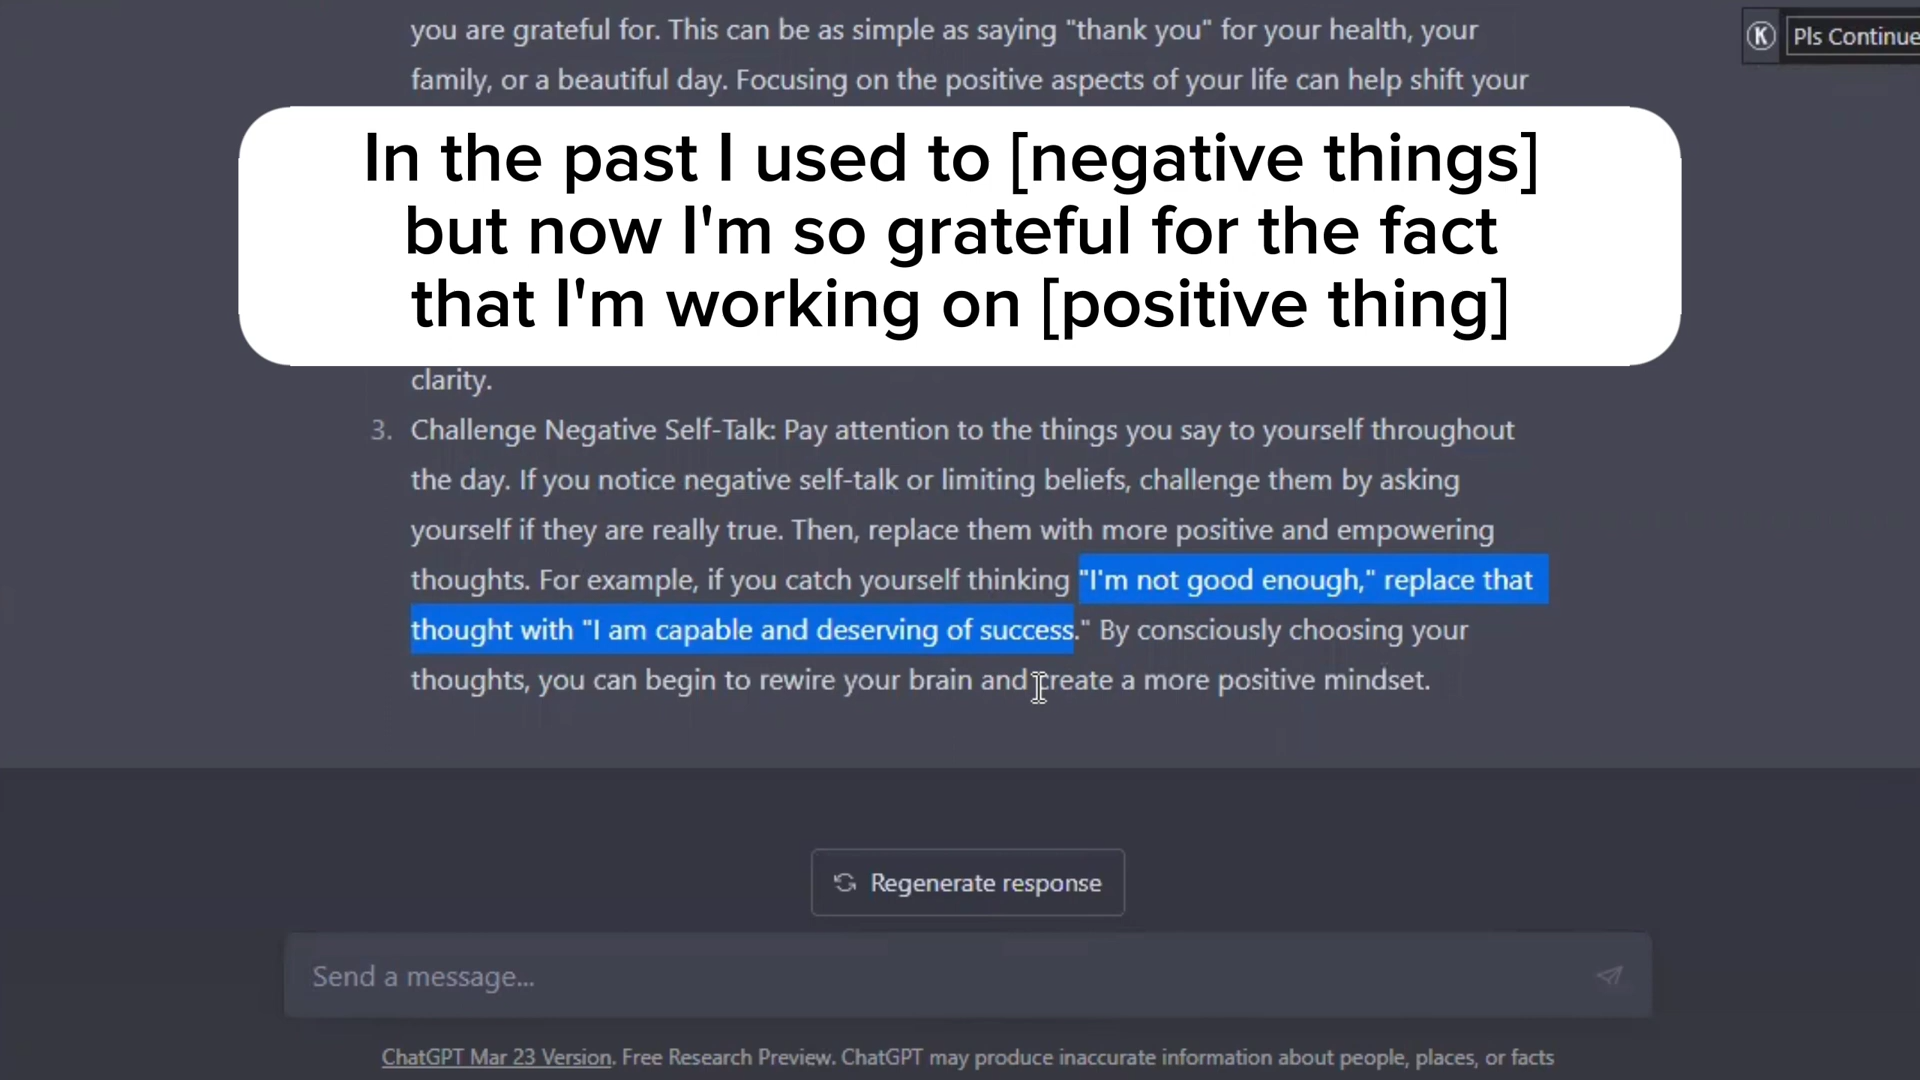 you are grateful for. This can be as simple as saying "thank you" for your health, your
K Pls Continue
family, or a beautiful day. Focusing on the positive aspects of your life can help shift your
In the past I used to [negative things]
but now I'm so grateful for the fact
that I'm working on [positive thing]
clarity.
3. Challenge Negative Self-Talk: Pay attention to the things you say to yourself throughout
the day. If you notice negative self-talk or limiting beliefs, challenge them by asking
yourself if they are really true. Then, replace them with more positive and empowering
thoughts. For example, if you catch yourself thinking "I'm not good enough," replace that
thought with "I am capable and deserving of success." By consciously choosing your
thoughts, you can begin to rewire your brain and create a more positive mindset.
Regenerate response
Send a message...
ChatGPT Mar 23 Version. Free Research Preview. ChatGPT may produce inaccurate information about people, places, or facts